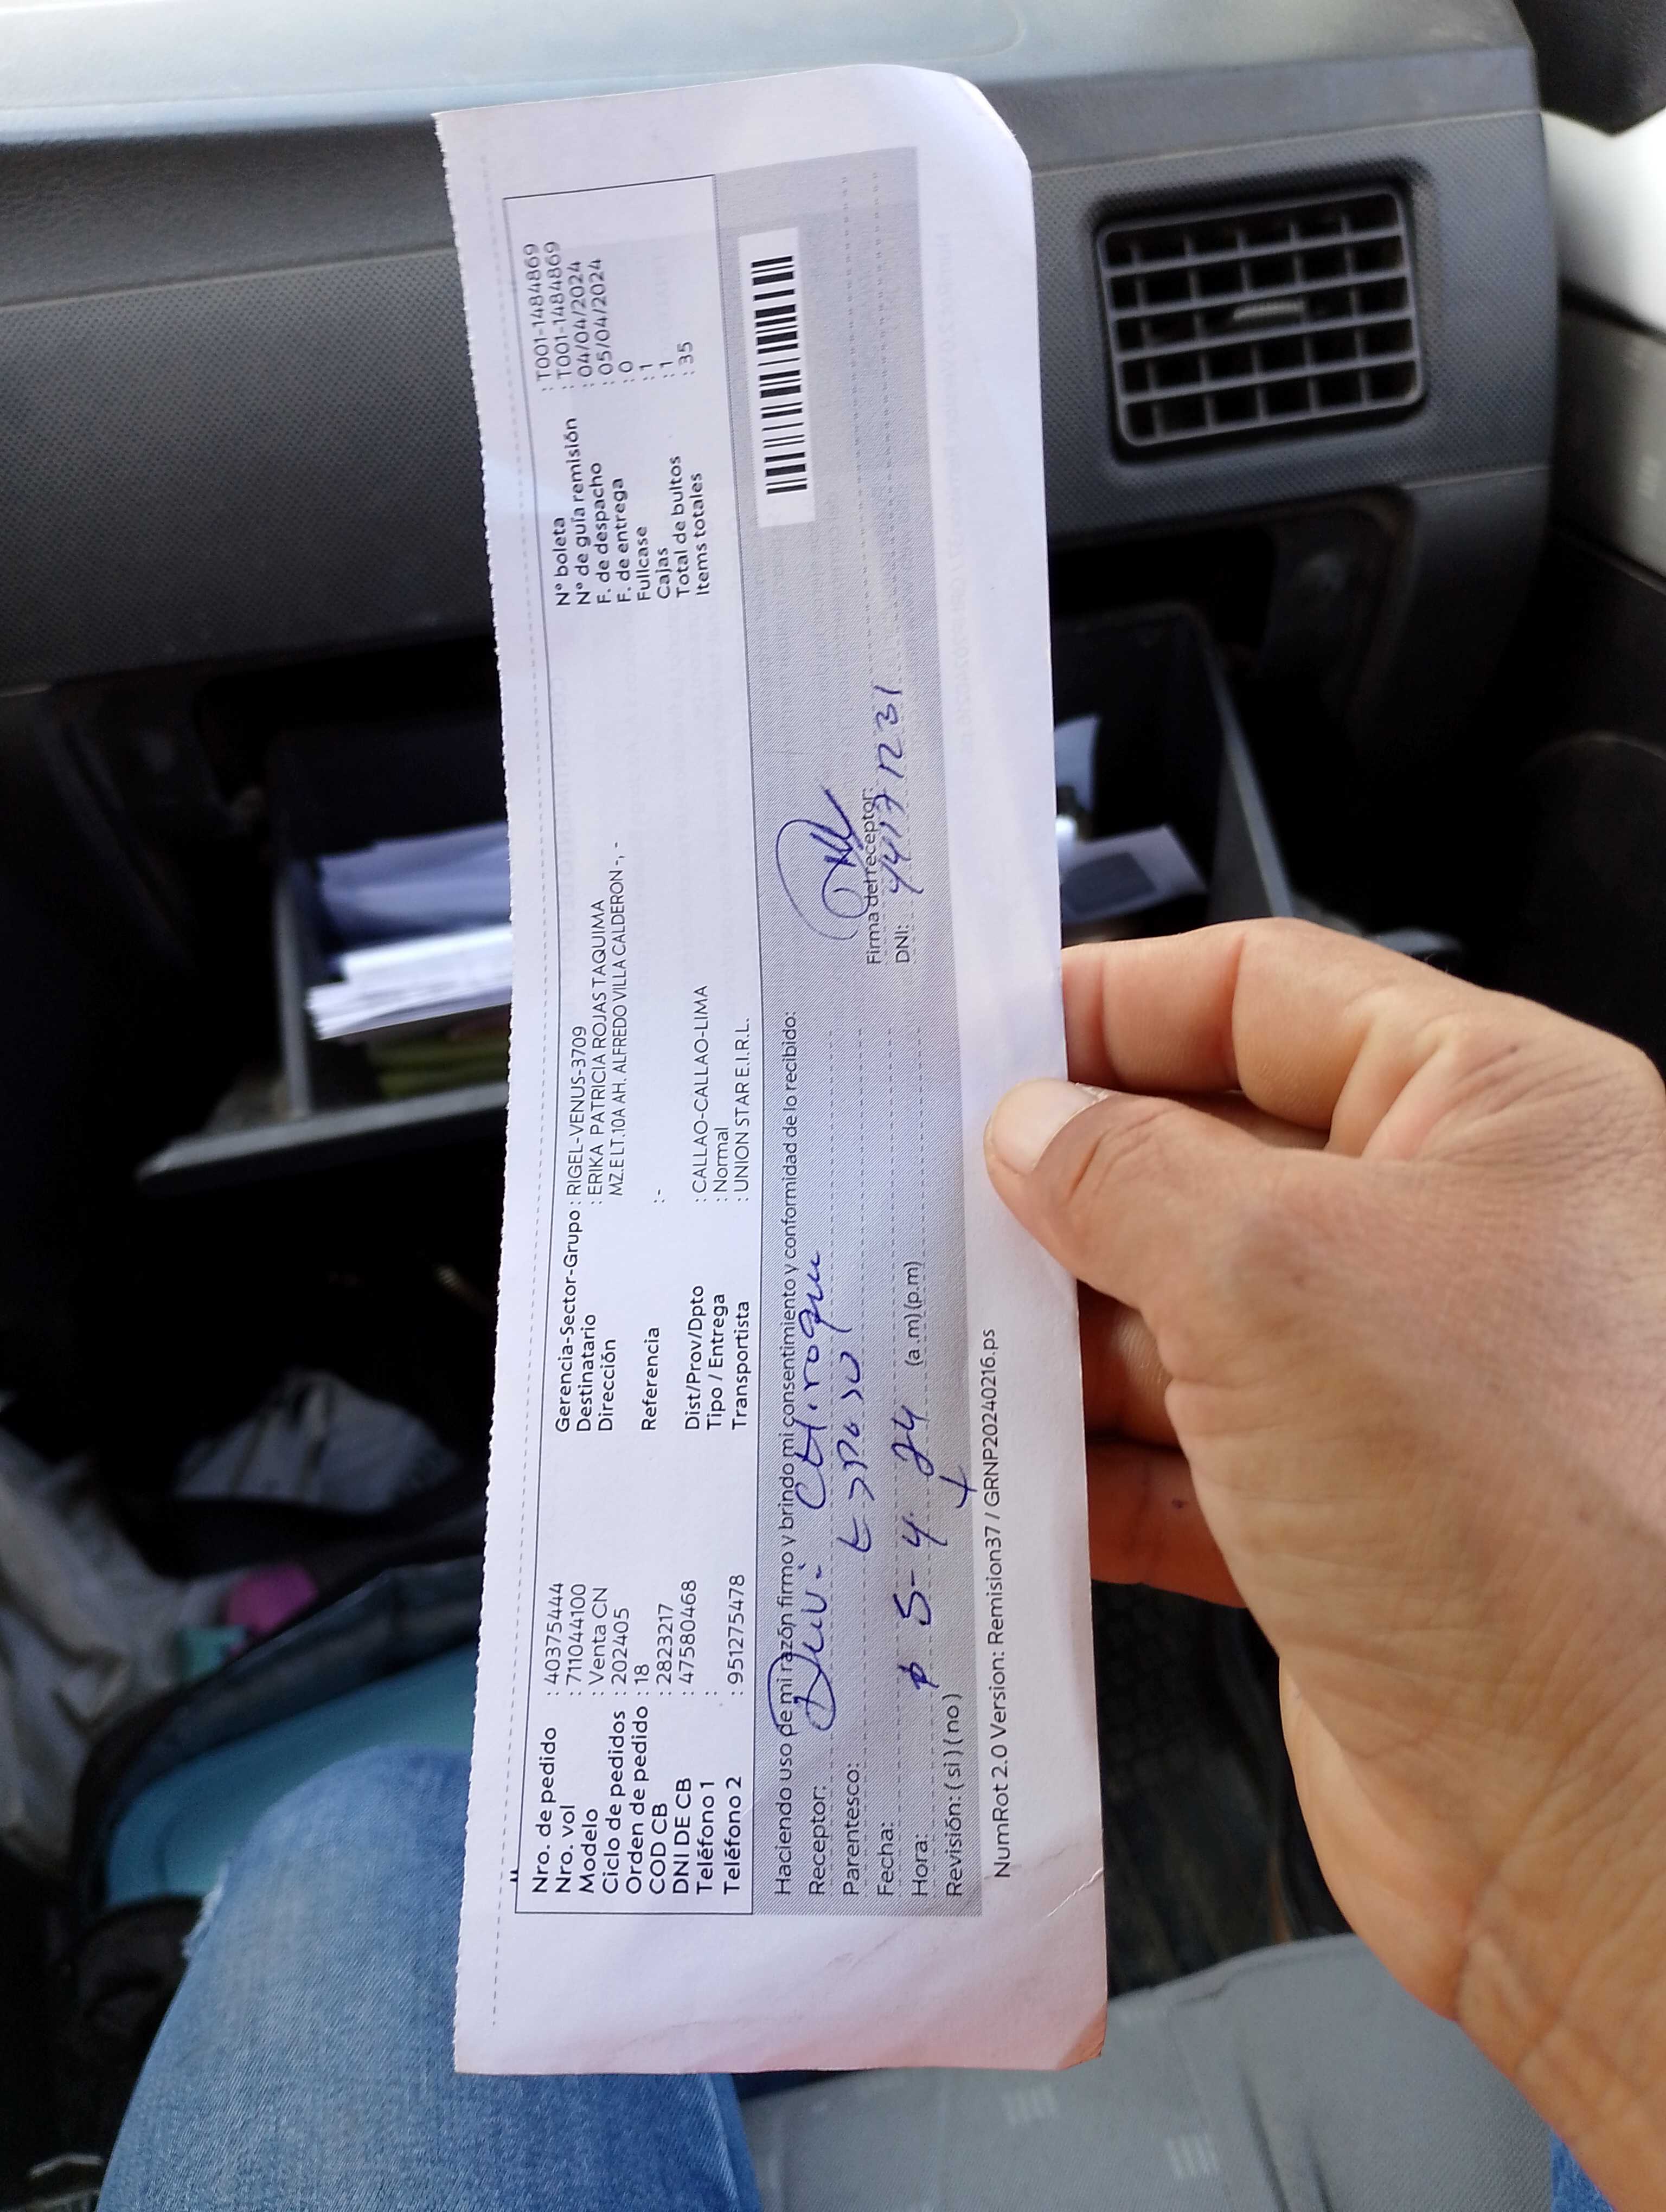 Nro. de pedido : 40375444
Nro. vol : 711044100
Modelo : Venta CN
Ciclo de pedidos : 202405
Orden de pedido : 18
COD CB : 2823217
DNI DE CB : 47580468
Teléfono 1 :
Teléfono 2 : 951275478
Gerencia-Sector-Grupo : RIGEL-VENUS-3709
Destinatario : ERIKA PATRICIA ROJAS TAQUIMA
Dirección MZ.E LT.10A AH. ALFREDO VILLA CALDERON -, -
Referencia : -
Dist/Prov/Dpto : CALLAO-CALLAO-LIMA
Tipo / Entrega : Normal
Transportista : UNION STAR E.I.R.L.
: T001-1484869
N° boleta : T001-1484869
N° de guía remisión : 04/04/2024
F. de despacho : 05/04/2024
F. de entrega : 0
Fullcase : 1
Cajas : 1
Total de bultos : 35
Items totales
Haciendo uso de mi razón firmo y brindo mi consentimiento y conformidad de lo recibido:
Receptor:
Parentesco: Esposo
Fecha: 5-4-24
Hora: (a.m)(p.m)
Revisión: (si)(no)
Firma del receptor:
DNI:
NumRot 2.0 Version: Remision37 / GRNP20240216.ps